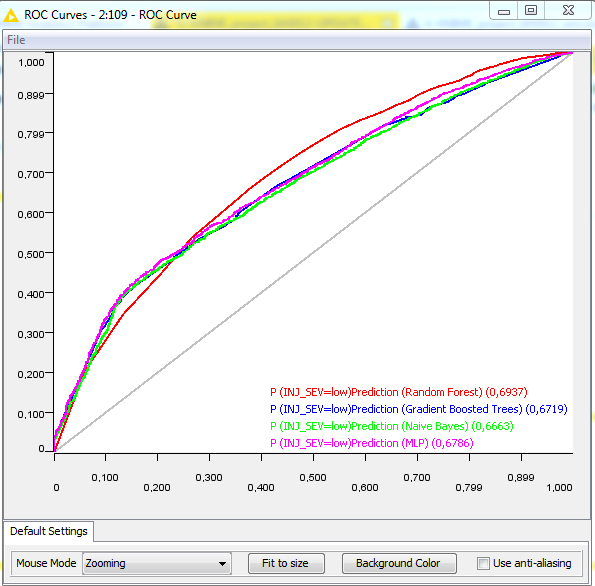 ROC Curves - 2:109 - ROC Curve
File
1,000
0,899
0,799
0,700
0,600
0,500
0,400
0,300
0,200
0,100
0
P (INJ_SEV=low)Prediction (Random Forest) (0,6937)
P (INJ_SEV=low)Prediction (Gradient Boosted Trees) (0,6719)
P (INJ_SEV=low)Prediction (Naive Bayes) (0,6663)
P (INJ_SEV=low)Prediction (MLP) (0,6786)
0,100 0,300 0,500 0,700 0,899
0 0,200 0,400 0,600 0,799 1,000
Default Settings
Mouse Mode Zooming Fit to size Background Color Use anti-aliasing